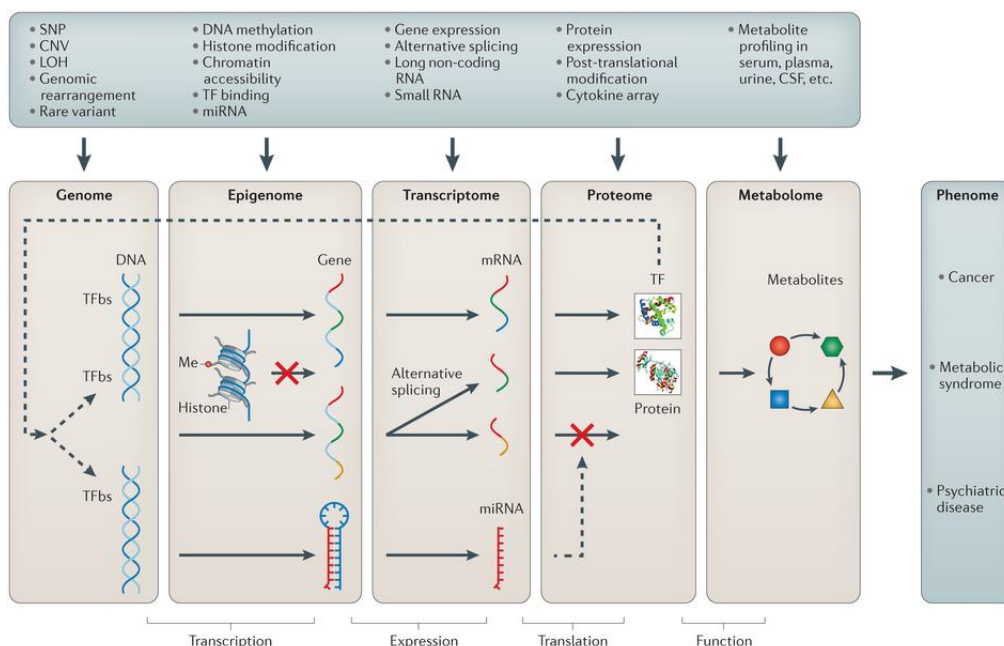 • SNP
• CNV
• LOH
• Genomic
rearrangement
• Rare variant
• DNA methylation
• Histone modification
• Chromatin
accessibility
• TF binding
• miRNA
• Gene expression
• Alternative splicing
• Long non-coding
RNA
• Small RNA
• Protein
expresssion
• Post-translational
modification
• Cytokine array
• Metabolite
profiling in
serum, plasma,
urine, CSF, etc.
Genome
Epigenome
Transcriptome
Proteome
Metabolome
Phenome
DNA
TFbs
TFbs
TFbs
Gene
Me
Histone
mRNA
Alternative
splicing
miRNA
TF
Protein
Metabolites
• Cancer
• Metabolic
syndrome
• Psychiatric
disease
Transcription
Expression
Translation
Function